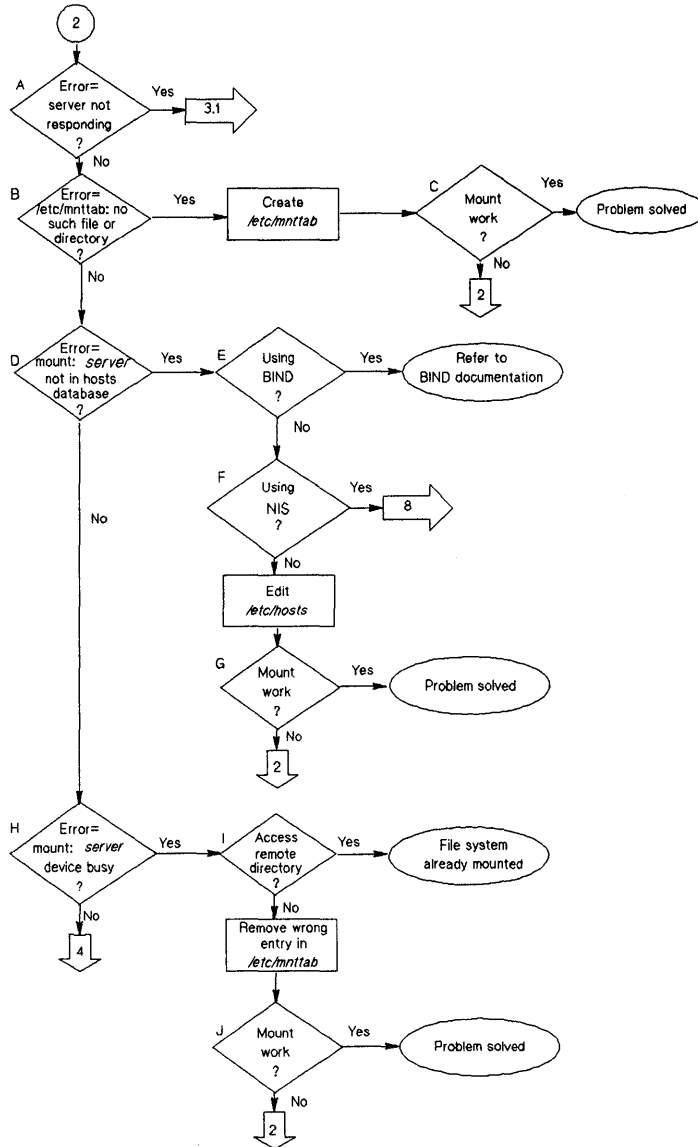 2
A
Error=
server not
responding
?
Yes
3.1
No
B
Error=
/etc/mnttab: no
such file or
directory
?
Yes
Create
/etc/mnttab
C
Mount
work
?
Yes
Problem solved
No
2
No
D
Error=
mount: server
not in hosts
database
?
Yes
E
Using
BIND
?
Yes
Refer to
BIND documentation
No
F
Using
NIS
?
Yes
8
No
Edit
/etc/hosts
G
Mount
work
?
Yes
Problem solved
No
2
No
H
Error=
mount: server
device busy
?
Yes
I
Access
remote
directory
?
Yes
File system
already mounted
No
4
No
Remove wrong
entry in
/etc/mnttab
J
Mount
work
?
Yes
Problem solved
No
2